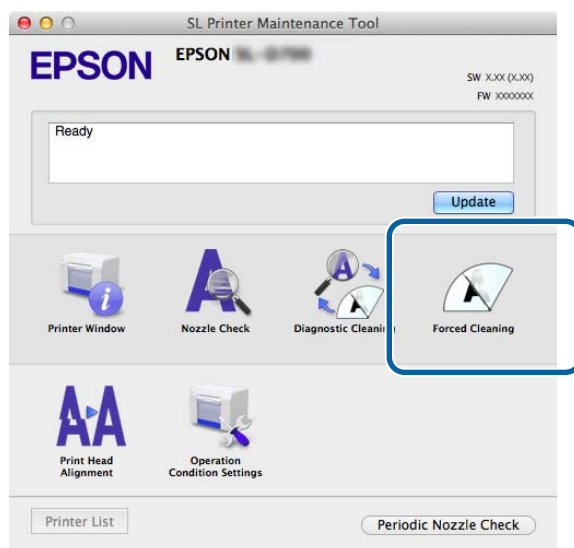 SL Printer Maintenance Tool
EPSON
EPSON
SW X.XX (X.XX)
FW XXXXXXX
Ready
Update
Printer Window
Nozzle Check
Diagnostic Cleaning
Forced Cleaning
Print Head
Alignment
Operation
Condition Settings
Printer List
Periodic Nozzle Check